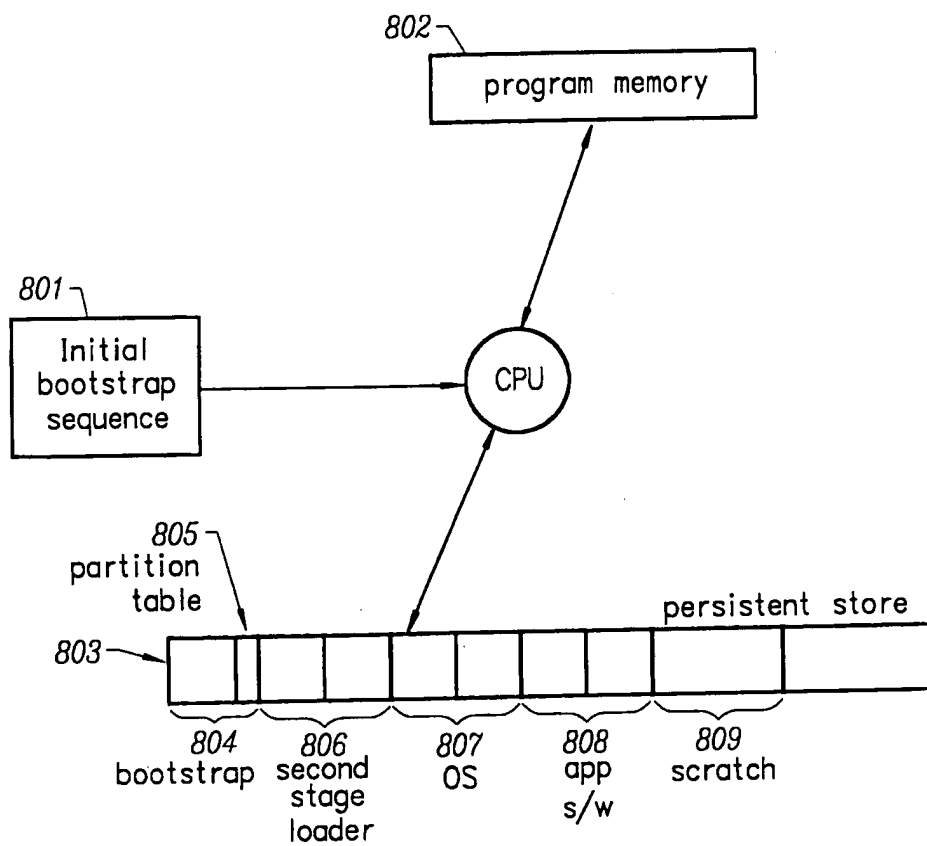 802
program memory
801
Initial
bootstrap
sequence
CPU
805
partition
table
persistent store
803
804
bootstrap
806
second
stage
loader
807
OS
808
app
s/w
809
scratch